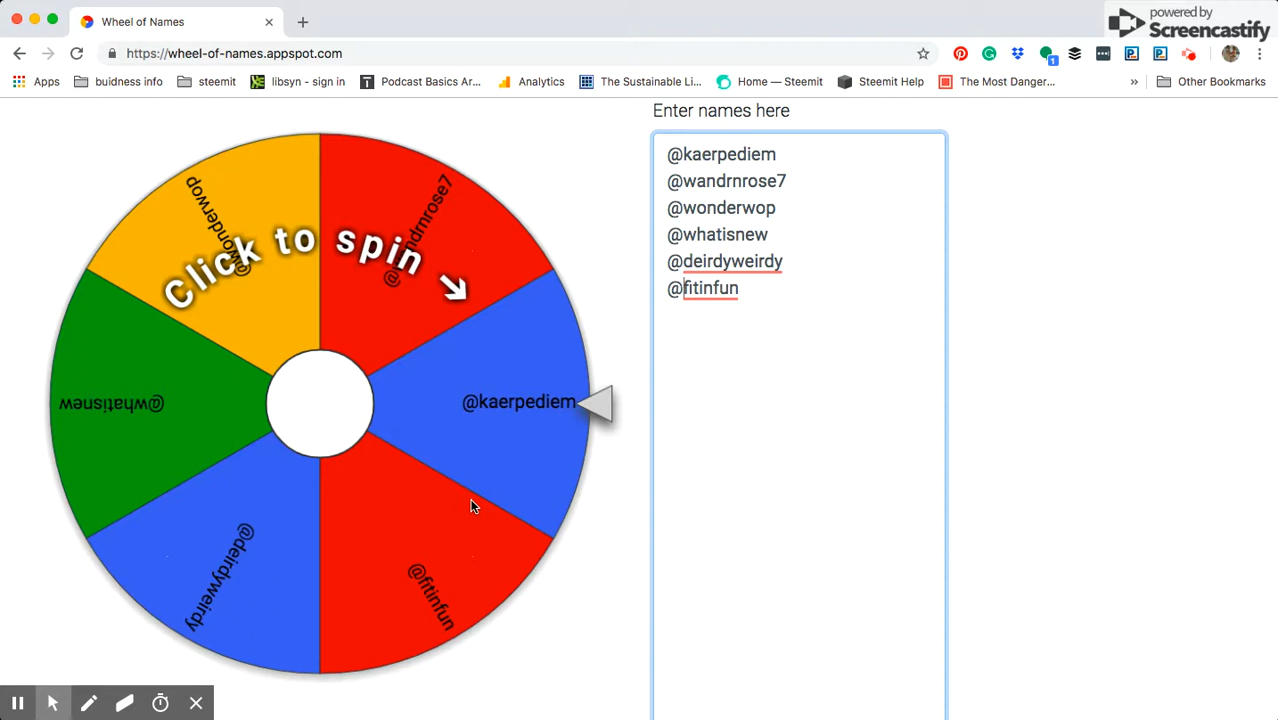 powered by
Screencastify
Wheel of Names
https://wheel-of-names.appspot.com
1
Apps
buidness info
steemit
libsyn - sign in
Podcast Basics Ar...
Analytics
The Sustainable Li...
Home — Steemit
Steemit Help
The Most Danger...
»
Other Bookmarks
Enter names here
@kaerpediem
@wandrnrose7
@wonderwop
@whatisnew
@deirdyweirdy
@fitinfun
Click to spin
@wonderwop
@wandrnrose7
@whatisnew
@kaerpediem
@deirdyweirdy
@fitinfun